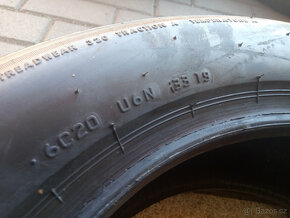 TREADWEAR 320 TRACTION A TEMPERATURE A
6C20 U6N 3319